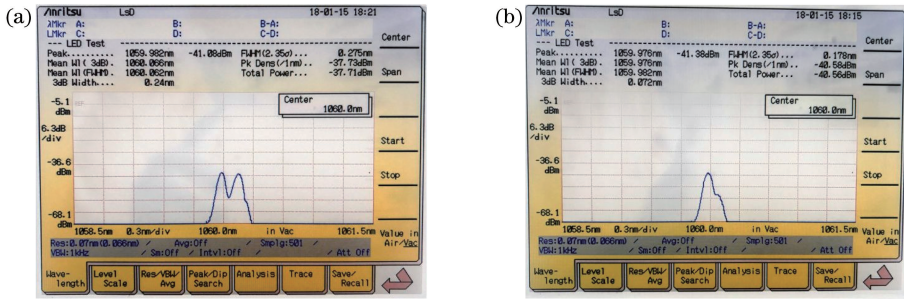 (a)
Anritsu LsD 18-01-15 18:21
λMkr A: B: B-A:
LMkr C: D: C-D:
--- LED Test ---
Peak......... 1059.982nm -41.08dBm FWHM(2.35σ)... 0.275nm
Mean Wl( 3dB). 1060.066nm Pk Dens(/1nm).. -37.73dBm
Mean Wl(FWHM). 1060.062nm Total Power... -37.71dBm
3dB Width.... 0.24nm
Center
Span
Start
Stop
Value in
Air/Vac
-5.1
dBm
Center
1060.0nm
6.3dB
/div
-36.6
dBm
-68.1
dBm
1058.5nm 0.3nm/div 1060.0nm in Vac 1061.5nm
Res:0.07nm(0.066nm) / Avg:Off / Smplg:501 /
VBW:1kHz / Sm:Off / Intvl:Off / / Att Off
Wave-
length
Level
Scale
Res/VBW/
Avg
Peak/Dip
Search
Analysis
Trace
Save/
Recall
(b)
Anritsu LsD 18-01-15 18:15
λMkr A: B: B-A:
LMkr C: D: C-D:
--- LED Test ---
Peak......... 1059.976nm -41.38dBm FWHM(2.35σ)... 0.178nm
Mean Wl( 3dB). 1059.976nm Pk Dens(/1nm).. -40.58dBm
Mean Wl(FWHM). 1059.982nm Total Power... -40.56dBm
3dB Width.... 0.072nm
Center
Span
Start
Stop
Value in
Air/Vac
-5.1
dBm
Center
1060.0nm
6.3dB
/div
-36.6
dBm
-68.1
dBm
1058.5nm 0.3nm/div 1060.0nm in Vac 1061.5nm
Res:0.07nm(0.066nm) / Avg:Off / Smplg:501 /
VBW:1kHz / Sm:Off / Intvl:Off / / Att Off
Wave-
length
Level
Scale
Res/VBW/
Avg
Peak/Dip
Search
Analysis
Trace
Save/
Recall